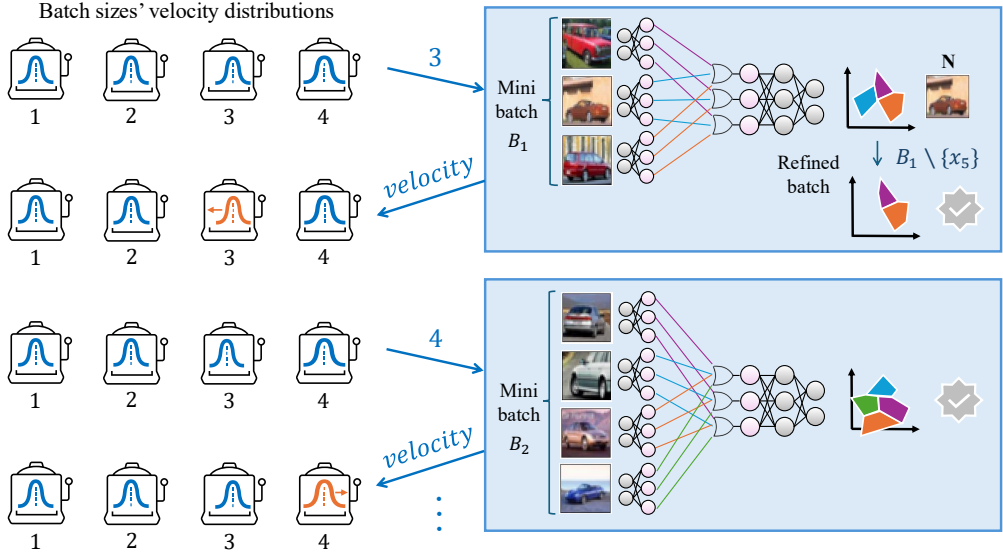 Batch sizes' velocity distributions
1 2 3 4
3
Mini
batch
B₁
N
B₁ \ {x₅}
Refined
batch
velocity
1 2 3 4
1 2 3 4
4
Mini
batch
B₂
velocity
1 2 3 4
⋮